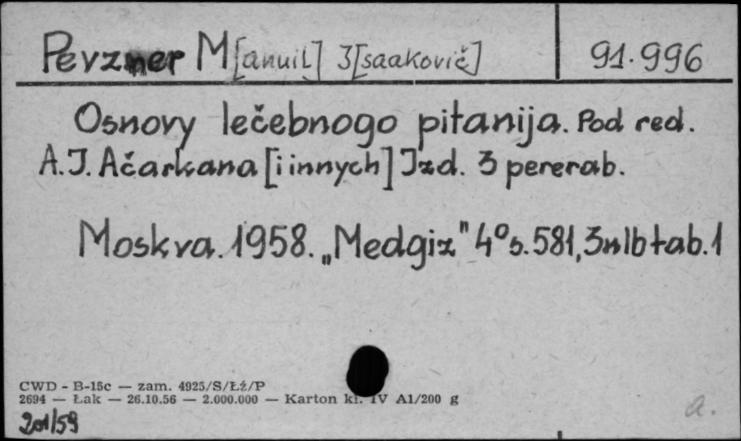 Pevzner M[anuil] I[saakovič] 91.996
Osnovy lečebnogo pitanija. Pod red.
A.I. Ačarkana [i innych] Izd. 3 pererab.
Moskva. 1958. „Medgiz" 4° s. 581, 3nlb tab. 1
CWD - B-15c — zam. 4925/S/Łź/P
2694 — Łak — 26.10.56 — 2.000.000 — Karton kl. IV A1/200 g
a.
201/59